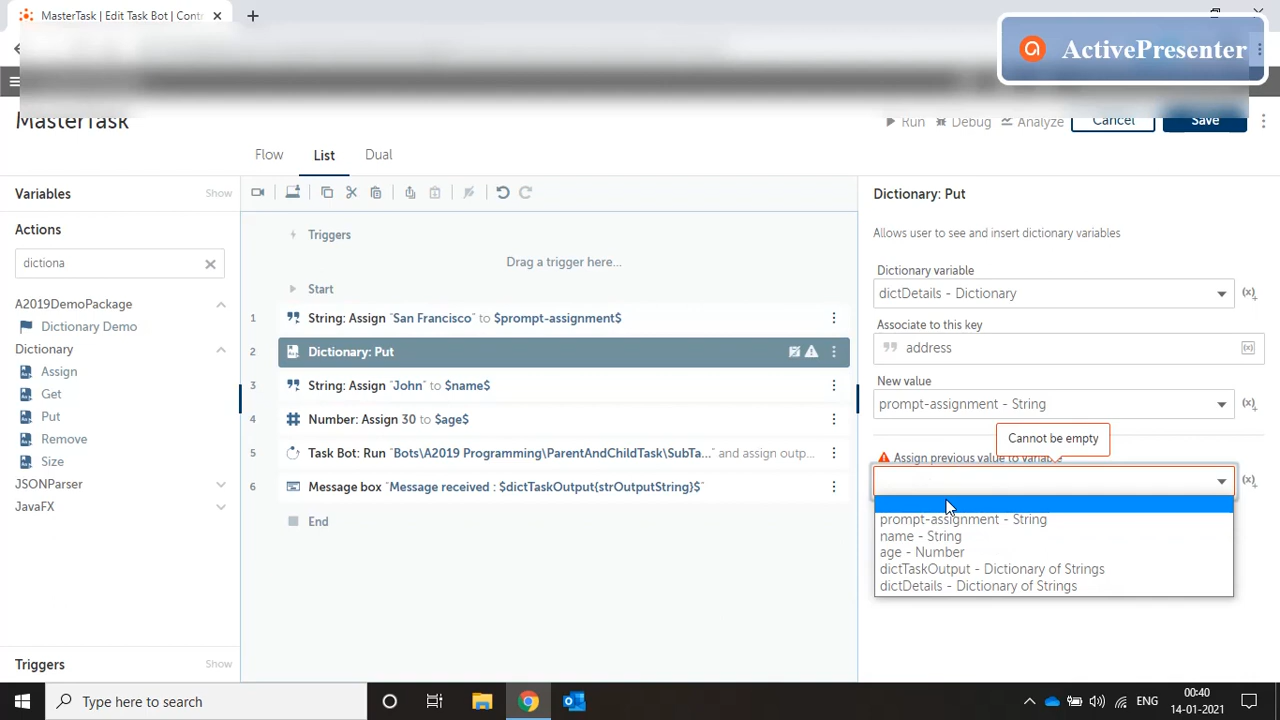 MasterTask | Edit Task Bot | Contr
ActivePresenter
MasterTask
Run
Debug
Analyze
Cancel
Save
Flow
List
Dual
Variables
Show
Actions
dictiona
A2019DemoPackage
Dictionary Demo
Dictionary
Assign
Get
Put
Remove
Size
JSONParser
JavaFX
Triggers
Show
Triggers
Drag a trigger here...
Start
1 String: Assign "San Francisco" to $prompt-assignment$
2 Dictionary: Put
3 String: Assign "John" to $name$
4 Number: Assign 30 to $age$
5 Task Bot: Run "Bots\A2019 Programming\ParentAndChildTask\SubTa..." and assign outp...
6 Message box "Message received : $dictTaskOutput{strOutputString}$"
End
Dictionary: Put
Allows user to see and insert dictionary variables
Dictionary variable
dictDetails - Dictionary
(x)
Associate to this key
address
(x)
New value
prompt-assignment - String
(x)
Cannot be empty
Assign previous value to variable
(x)
prompt-assignment - String
name - String
age - Number
dictTaskOutput - Dictionary of Strings
dictDetails - Dictionary of Strings
Type here to search
ENG
00:40
14-01-2021